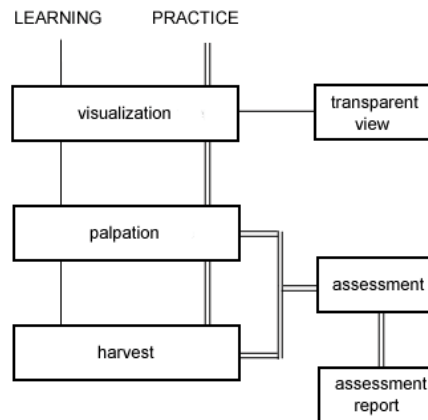 LEARNING PRACTICE
visualization
transparent
view
palpation
assessment
harvest
assessment
report